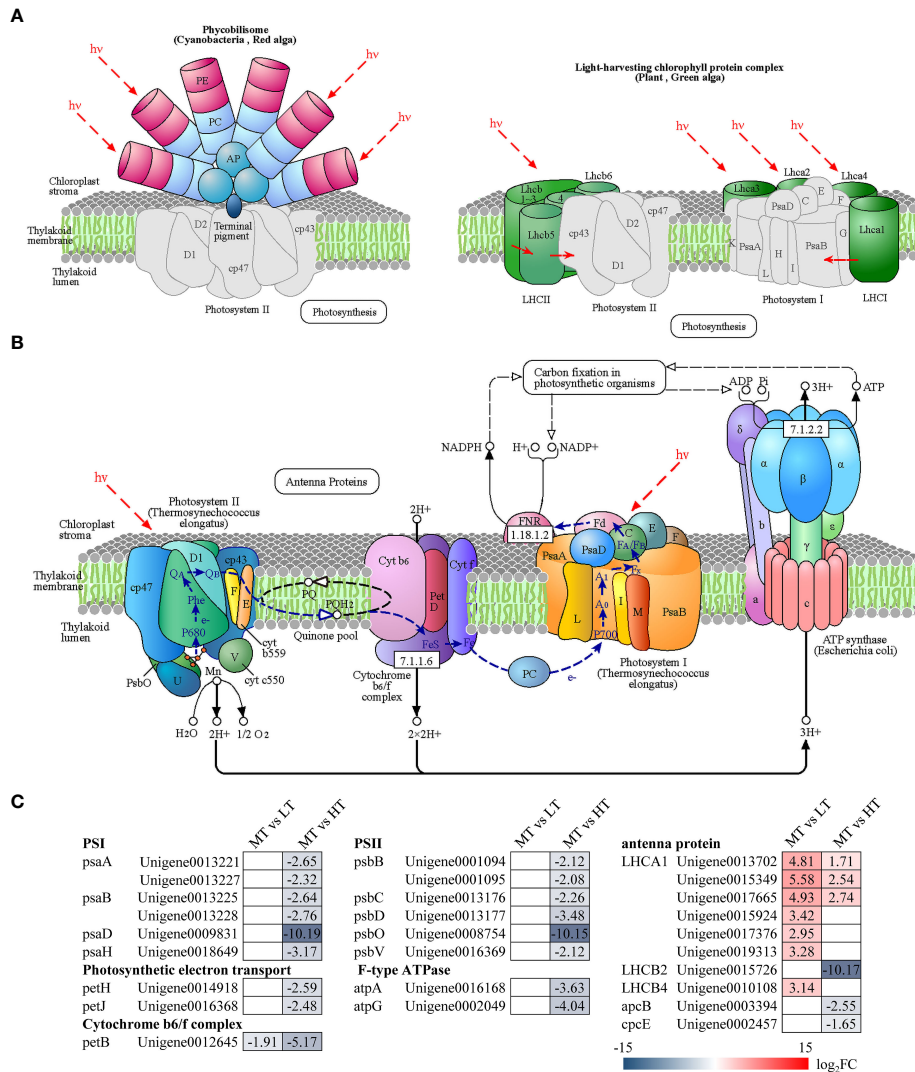 A
Phycobilisome
(Cyanobacteria , Red alga)
hν
hν
hν
hν
hν
hν
PE
PC
AP
Chloroplast
stroma
Thylakoid
membrane
Thylakoid
lumen
Terminal
pigment
D2
D1
cp43
cp47
Photosystem II
Photosynthesis
Light-harvesting chlorophyll protein complex
(Plant , Green alga)
hν
hν
hν
hν
Lhcb
1~3
4
Lhcb6
Lhcb5
cp43
D2
cp47
D1
LHCII
Photosystem II
Lhca3
Lhca2
Lhca4
Lhca1
PsaD
C
E
F
G
K
PsaA
PsaB
H
L
I
Photosystem I
LHCI
Photosynthesis
B
Carbon fixation in
photosynthetic organisms
ADP
Pi
3H+
ATP
7.1.2.2
NADPH
H+
NADP+
Antenna Proteins
hν
hν
Photosystem II
(Thermosynechococcus
elongatus)
Chloroplast
stroma
Thylakoid
membrane
Thylakoid
lumen
D1
cp43
cp47
QA
QB
Phe
e-
P680
F
E
cyt
b559
V
cyt c550
PsbO
U
Mn
H2O
2H+
1/2 O2
PQ
PQH2
Quinone pool
2H+
Cyt b6
Pet
D
Cyt f
FeS
7.1.1.6
Cytochrome
b6/f
complex
2×2H+
PC
e-
FNR
1.18.1.2
Fd
C
FA/FB
E
F
PsaA
PsaD
A1
Fx
A0
P700
L
I
M
PsaB
Photosystem I
(Thermosynechococcus
elongatus)
δ
α
β
α
b
γ
ε
a
c
ATP synthase
(Escherichia coli)
3H+
C
MT vs LT MT vs HT
PSI
psaA Unigene0013221 -2.65
Unigene0013227 -2.32
psaB Unigene0013225 -2.64
Unigene0013228 -2.76
psaD Unigene0009831 -10.19
psaH Unigene0018649 -3.17
Photosynthetic electron transport
petH Unigene0014918 -2.59
petJ Unigene0016368 -2.48
Cytochrome b6/f complex
petB Unigene0012645 -1.91 -5.17
MT vs LT MT vs HT
PSII
psbB Unigene0001094 -2.12
Unigene0001095 -2.08
psbC Unigene0013176 -2.26
psbD Unigene0013177 -3.48
psbO Unigene0008754 -10.15
psbV Unigene0016369 -2.12
F-type ATPase
atpA Unigene0016168 -3.63
atpG Unigene0002049 -4.04
MT vs LT MT vs HT
antenna protein
LHCA1 Unigene0013702 4.81 1.71
Unigene0015349 5.58 2.54
Unigene0017665 4.93 2.74
Unigene0015924 3.42
Unigene0017376 2.95
Unigene0019313 3.28
LHCB2 Unigene0015726 -10.17
LHCB4 Unigene0010108 3.14
apcB Unigene0003394 -2.55
cpcE Unigene0002457 -1.65
-15 15
log2FC